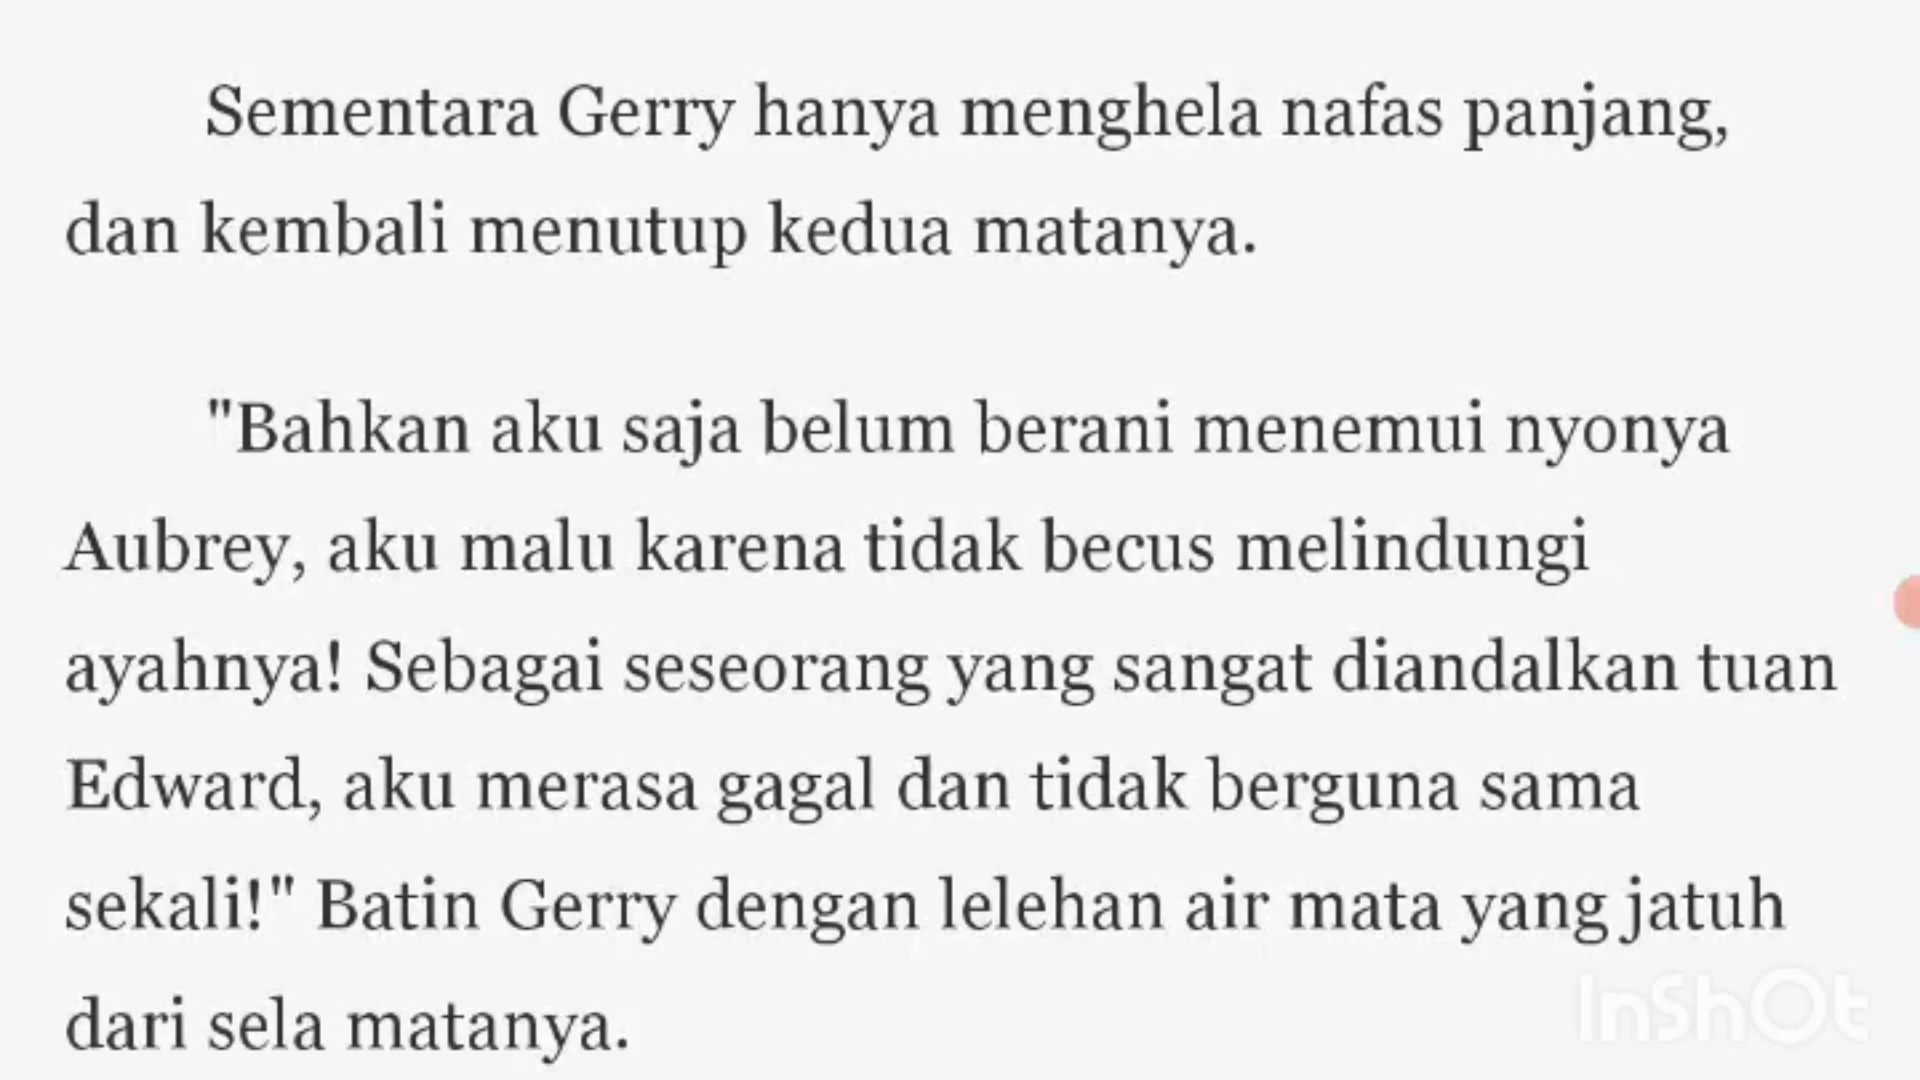 Sementara Gerry hanya menghela nafas panjang,
dan kembali menutup kedua matanya.
"Bahkan aku saja belum berani menemui nyonya
Aubrey, aku malu karena tidak becus melindungi
ayahnya! Sebagai seseorang yang sangat diandalkan tuan
Edward, aku merasa gagal dan tidak berguna sama
sekali!" Batin Gerry dengan lelehan air mata yang jatuh
dari sela matanya.
InShOt